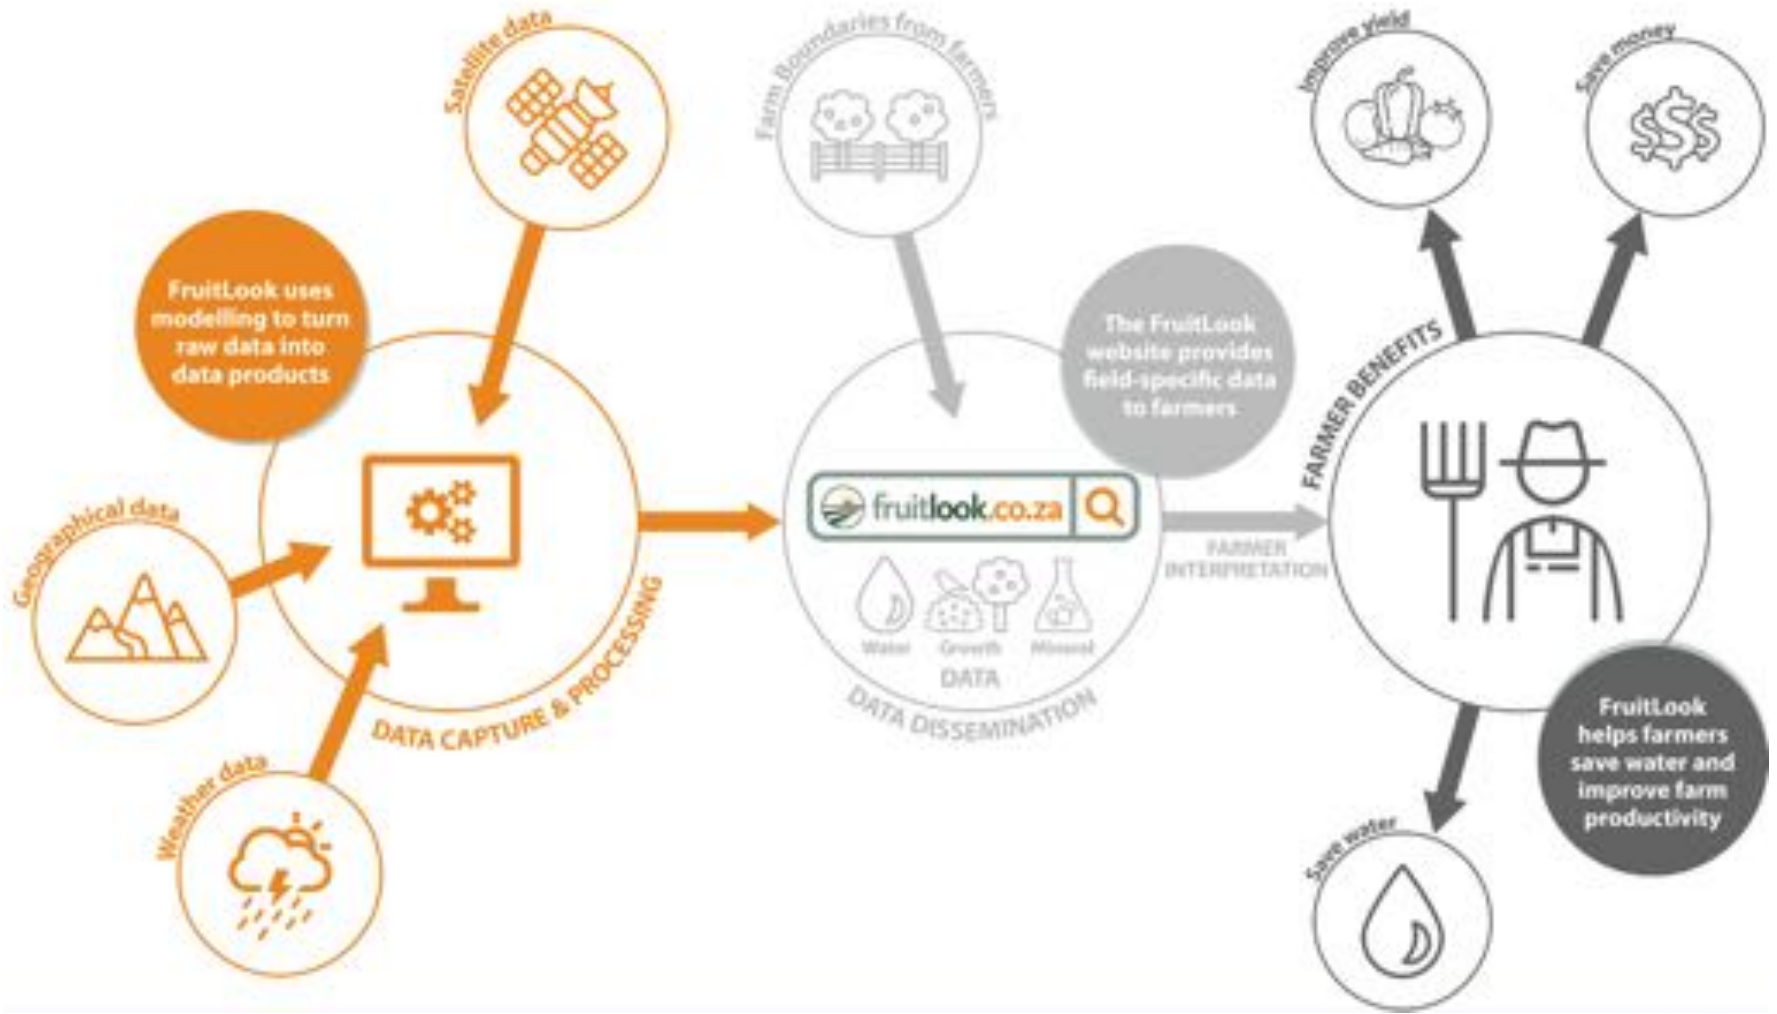 Satellite data
FruitLook uses
modelling to turn
raw data into
data products
Geographical data
Weather data
DATA CAPTURE & PROCESSING
Farm Boundaries from farmers
The FruitLook
website provides
field-specific data
to farmers
fruitlook.co.za
Water Growth Mineral
DATA
DATA DISSEMINATION
FARMER
INTERPRETATION
Improve yield
Save money
$$$
FARMER BENEFITS
FruitLook
helps farmers
save water and
improve farm
productivity
Save water